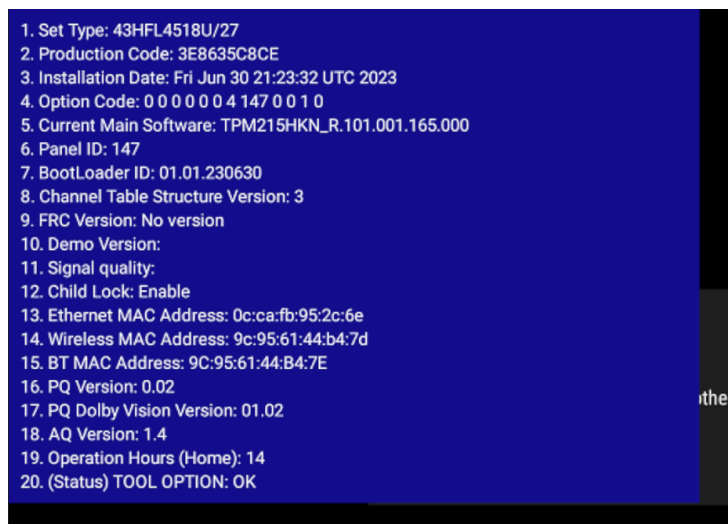 1. Set Type: 43HFL4518U/27
2. Production Code: 3E8635C8CE
3. Installation Date: Fri Jun 30 21:23:32 UTC 2023
4. Option Code: 0 0 0 0 0 0 4 147 0 0 1 0
5. Current Main Software: TPM215HKN_R.101.001.165.000
6. Panel ID: 147
7. BootLoader ID: 01.01.230630
8. Channel Table Structure Version: 3
9. FRC Version: No version
10. Demo Version:
11. Signal quality:
12. Child Lock: Enable
13. Ethernet MAC Address: 0c:ca:fb:95:2c:6e
14. Wireless MAC Address: 9c:95:61:44:b4:7d
15. BT MAC Address: 9C:95:61:44:B4:7E
16. PQ Version: 0.02
17. PQ Dolby Vision Version: 01.02
18. AQ Version: 1.4
19. Operation Hours (Home): 14
20. (Status) TOOL OPTION: OK